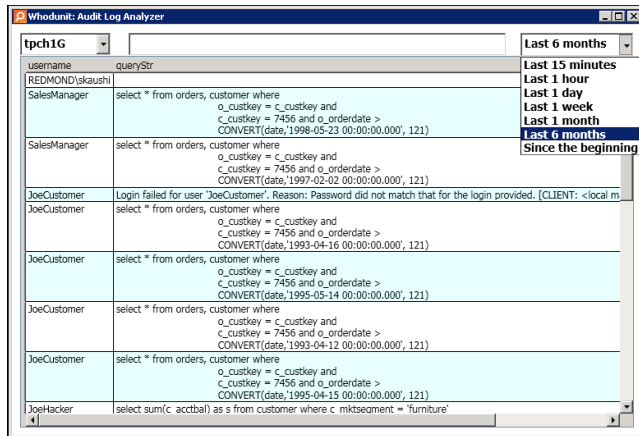 Whodunit: Audit Log Analyzer
tpch1G
Last 6 months
Last 15 minutes
Last 1 hour
Last 1 day
Last 1 week
Last 1 month
Last 6 months
Since the beginning
username queryStr
REDMOND\skaushi
SalesManager select * from orders, customer where
o_custkey = c_custkey and
c_custkey = 7456 and o_orderdate >
CONVERT(date,'1998-05-23 00:00:00.000', 121)
SalesManager select * from orders, customer where
o_custkey = c_custkey and
c_custkey = 7456 and o_orderdate >
CONVERT(date,'1997-02-02 00:00:00.000', 121)
JoeCustomer Login failed for user 'JoeCustomer'. Reason: Password did not match that for the login provided. [CLIENT: <local m
JoeCustomer select * from orders, customer where
o_custkey = c_custkey and
c_custkey = 7456 and o_orderdate >
CONVERT(date,'1993-04-16 00:00:00.000', 121)
JoeCustomer select * from orders, customer where
o_custkey = c_custkey and
c_custkey = 7456 and o_orderdate >
CONVERT(date,'1995-05-14 00:00:00.000', 121)
JoeCustomer select * from orders, customer where
o_custkey = c_custkey and
c_custkey = 7456 and o_orderdate >
CONVERT(date,'1993-04-12 00:00:00.000', 121)
JoeCustomer select * from orders, customer where
o_custkey = c_custkey and
c_custkey = 7456 and o_orderdate >
CONVERT(date,'1995-04-15 00:00:00.000', 121)
JoeHacker select sum(c_acctbal) as s from customer where c_mktsegment = 'furniture'